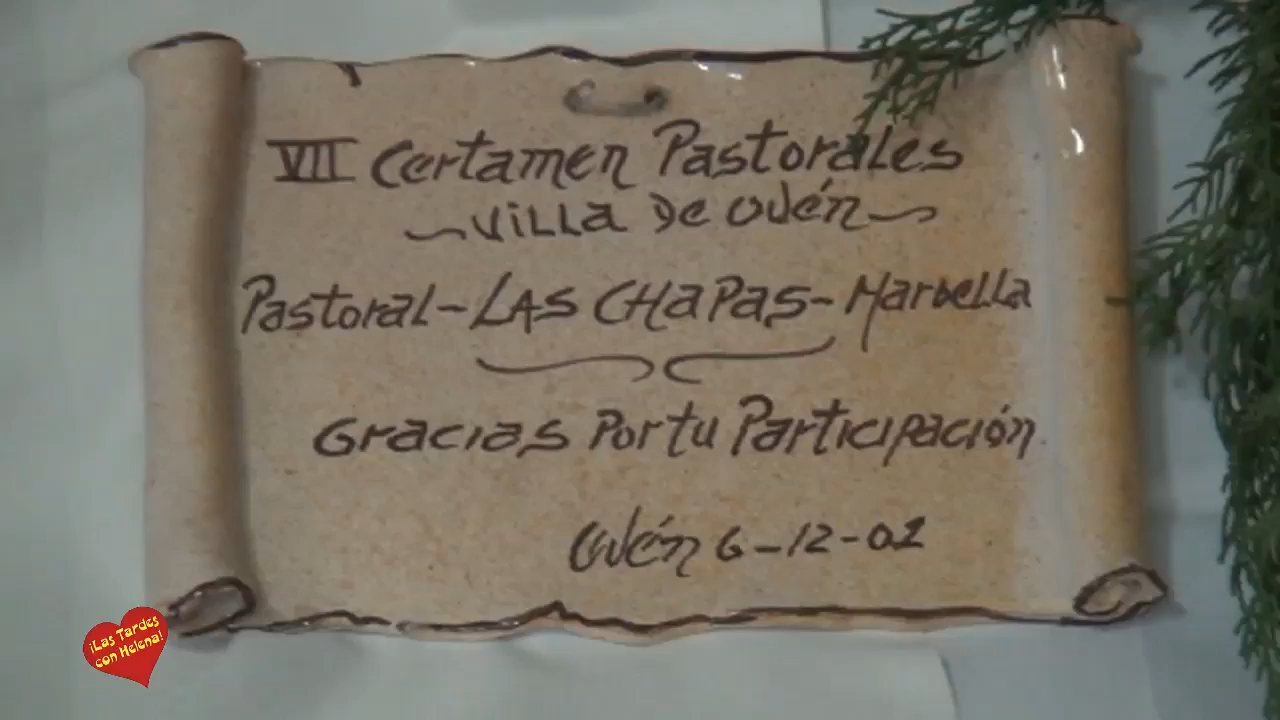 VII Certamen Pastorales
~VILLA De Ojén~
Pastoral-LAS CHAPAS-Marbella
Gracias Por tu Participación
Ojén 6-12-01
¡Las Tardes
con Helena!